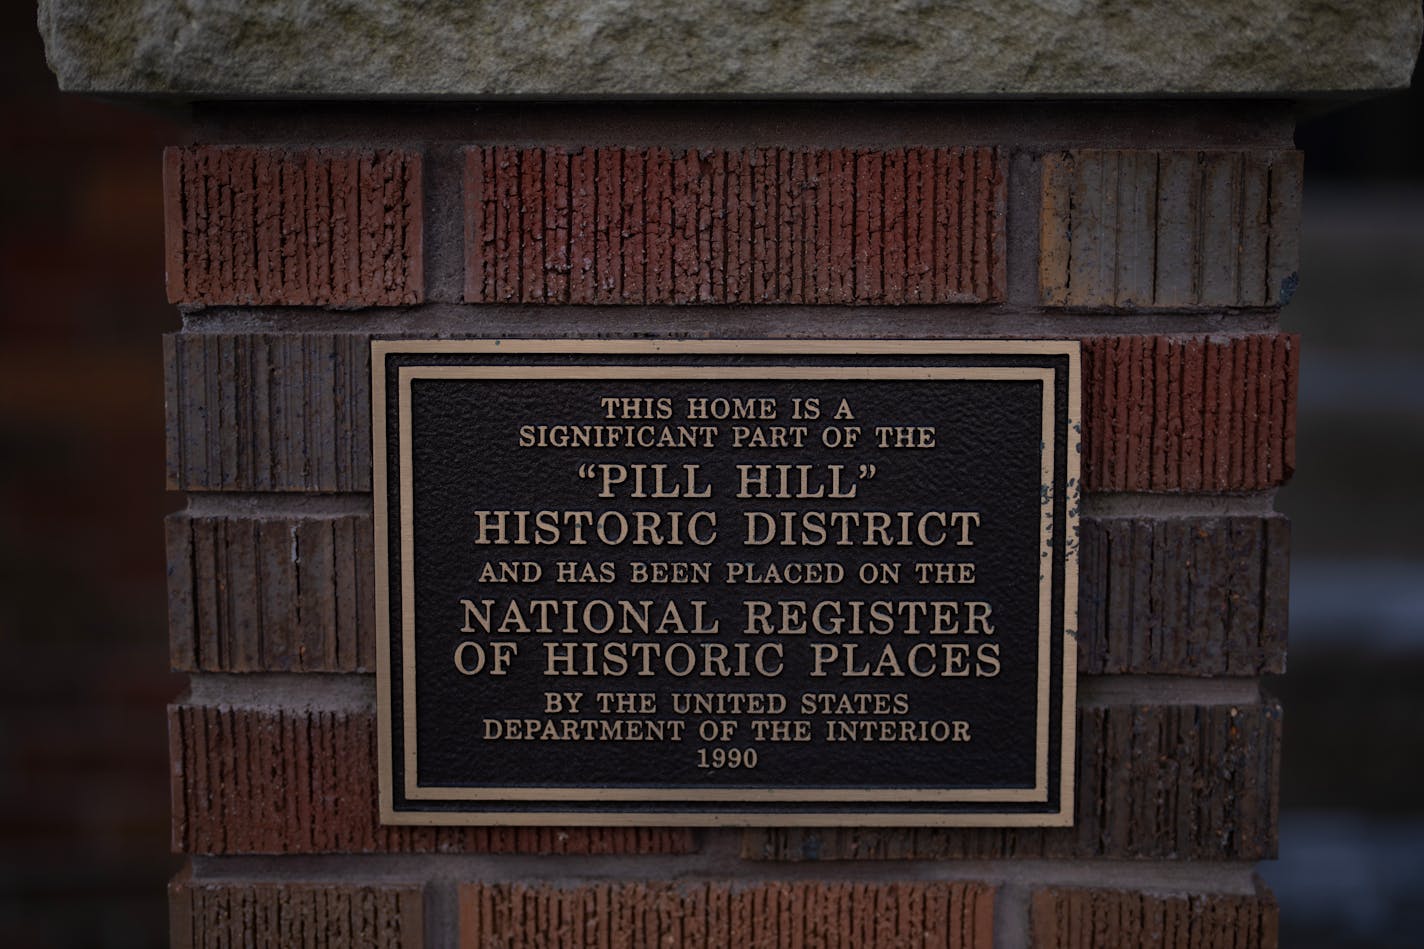 THIS HOME IS A
SIGNIFICANT PART OF THE
“PILL HILL”
HISTORIC DISTRICT
AND HAS BEEN PLACED ON THE
NATIONAL REGISTER
OF HISTORIC PLACES
BY THE UNITED STATES
DEPARTMENT OF THE INTERIOR
1990